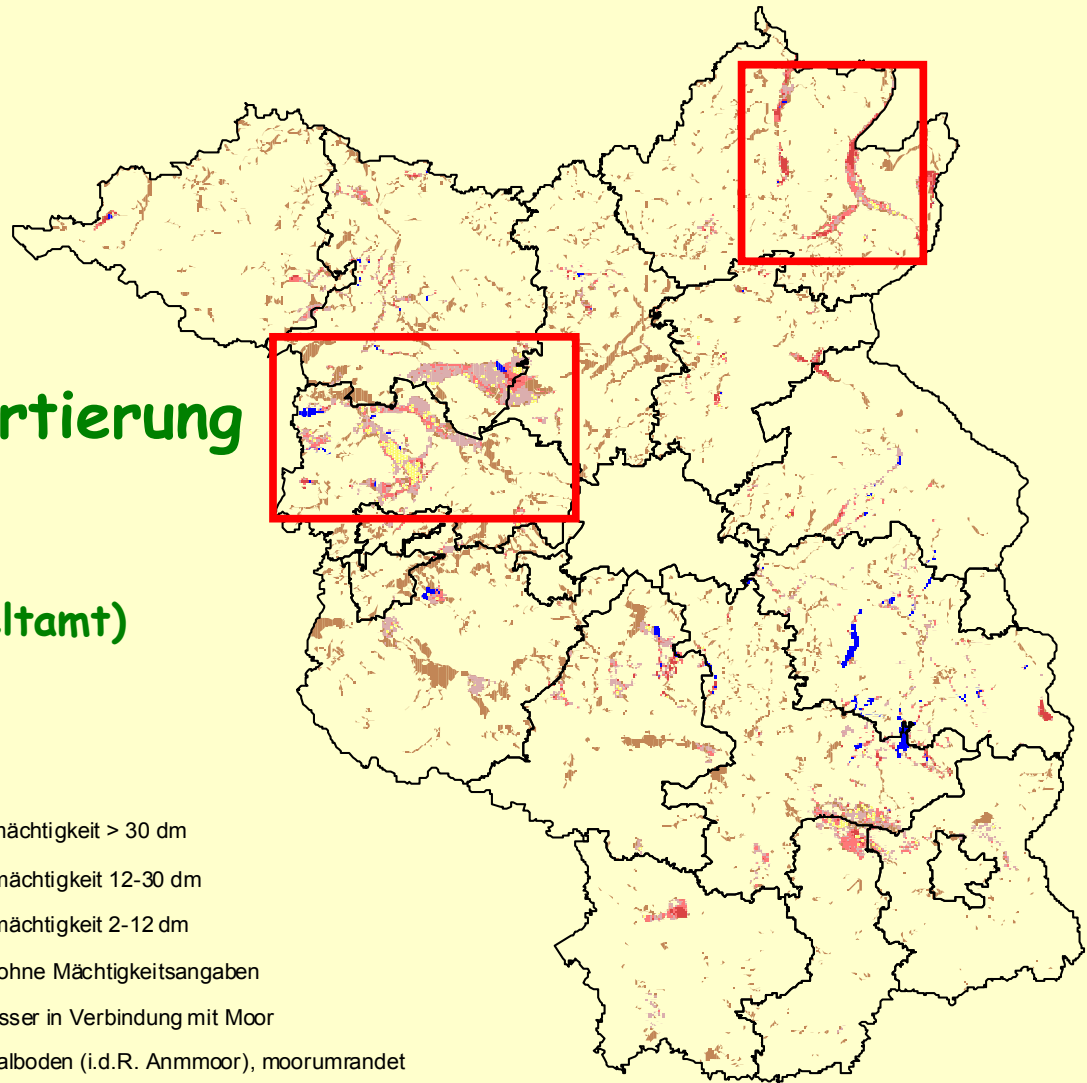 rtierung
ltamt)
mächtigkeit > 30 dm
mächtigkeit 12-30 dm
mächtigkeit 2-12 dm
ohne Mächtigkeitsangaben
sser in Verbindung mit Moor
alboden (i.d.R. Anmmoor), moorumrandet